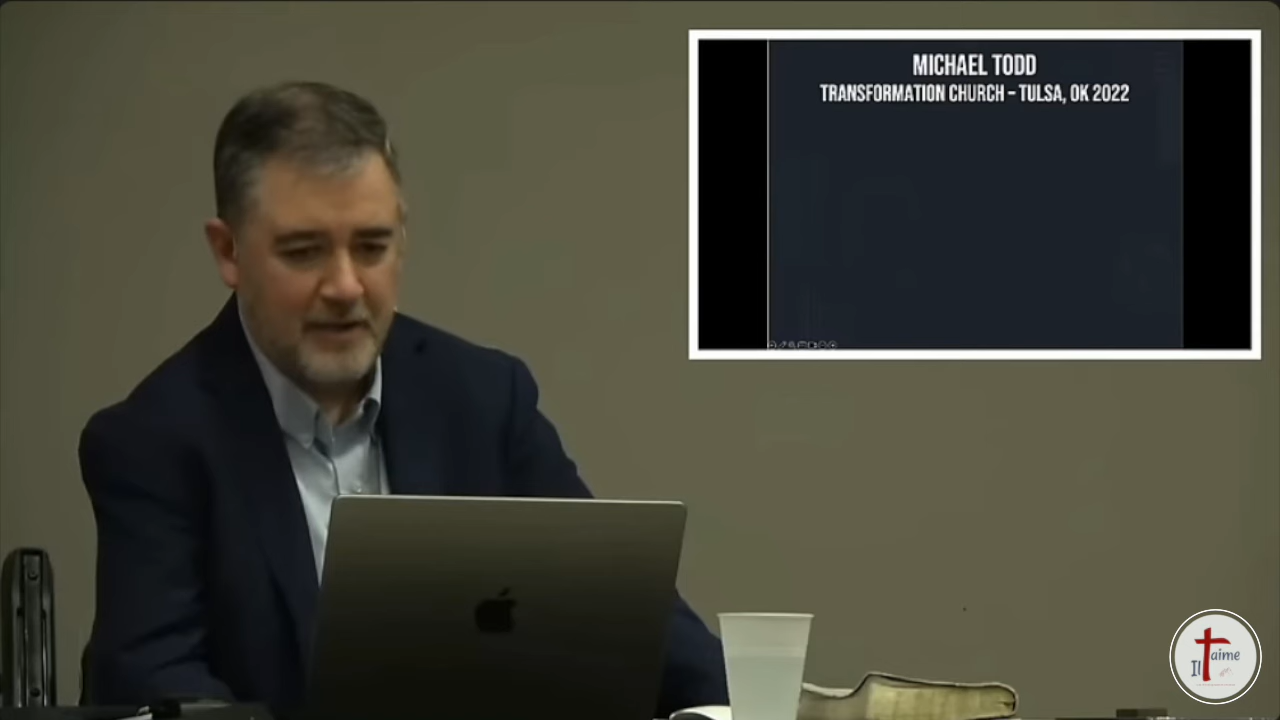 MICHAEL TODD
TRANSFORMATION CHURCH – TULSA, OK 2022
Il t'aime